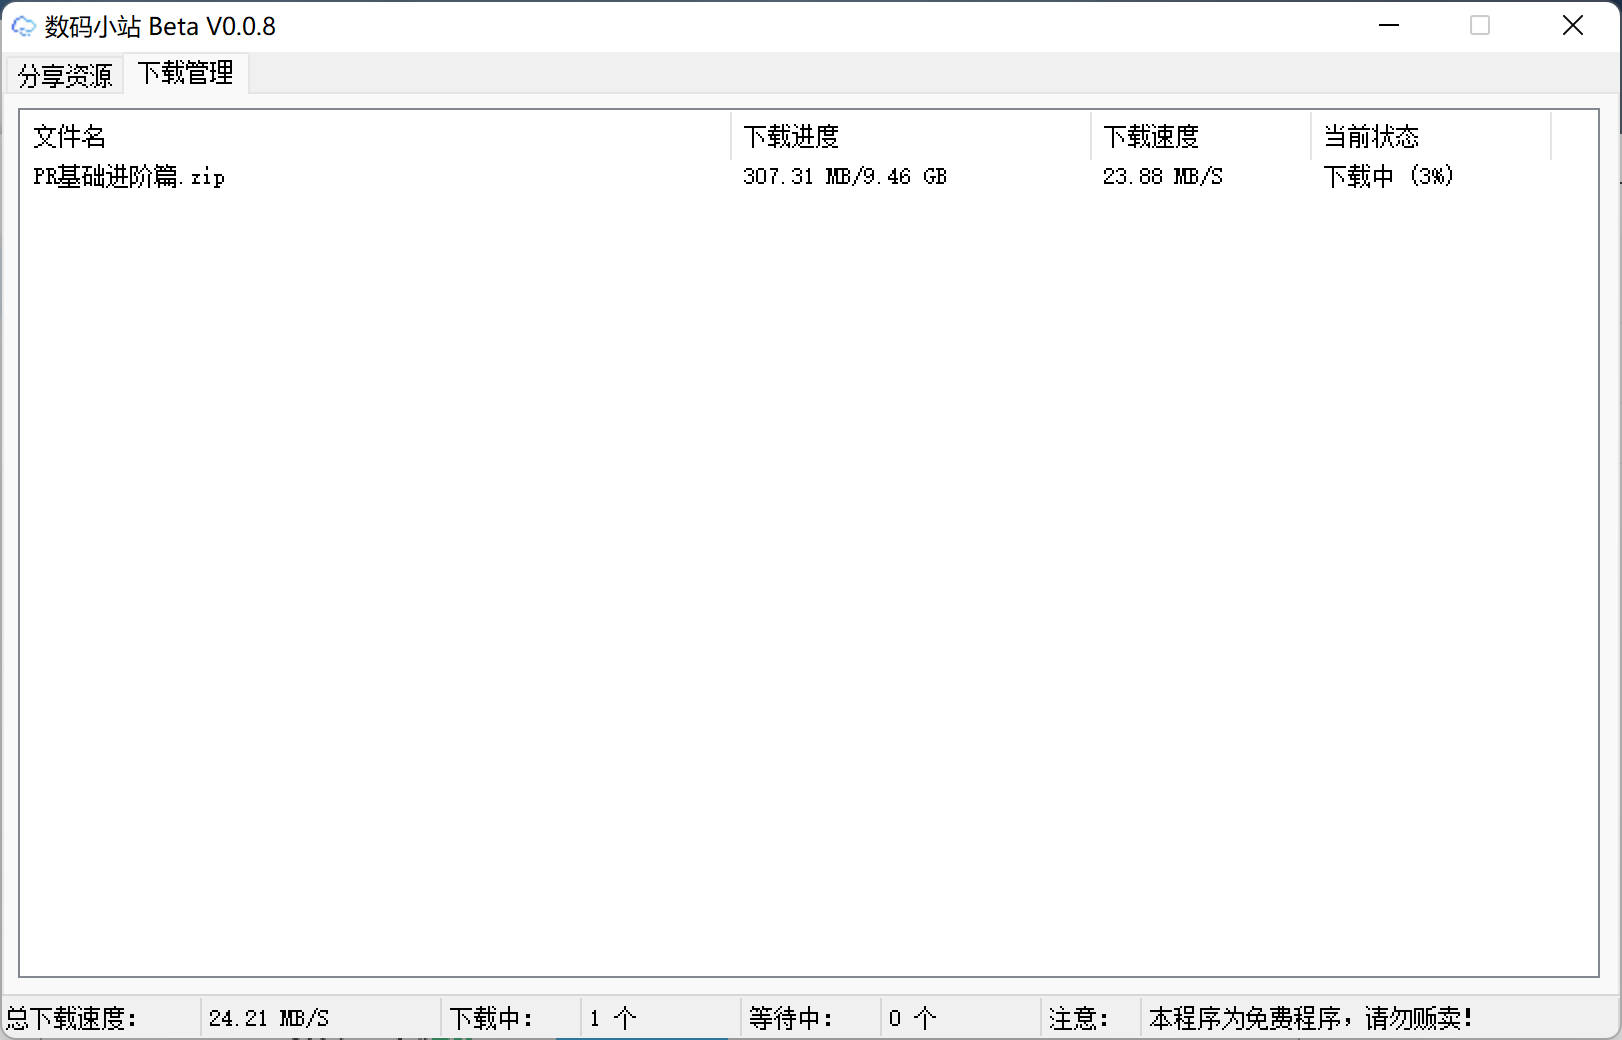 数码小站 Beta V0.0.8
分享资源 下载管理
文件名 下载进度 下载速度 当前状态
PR基础进阶篇.zip 307.31 MB/9.46 GB 23.88 MB/S 下载中 (3%)
总下载速度: 24.21 MB/S 下载中: 1 个 等待中: 0 个 注意: 本程序为免费程序，请勿贩卖!